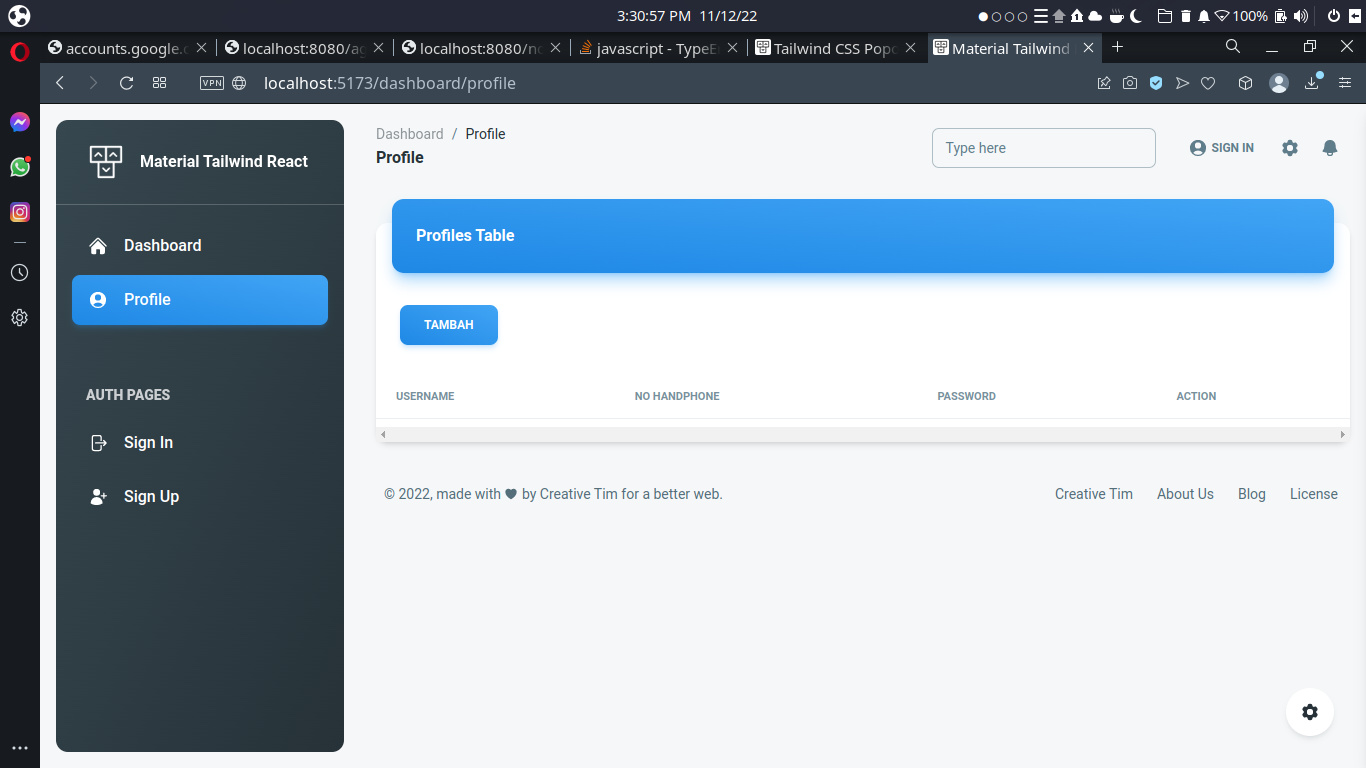 3:30:57 PM 11/12/22
100%
accounts.google.c
localhost:8080/ag
localhost:8080/no
javascript - TypeE
Tailwind CSS Popo
Material Tailwind
VPN
localhost:5173/dashboard/profile
Material Tailwind React
Dashboard
Profile
AUTH PAGES
Sign In
Sign Up
Dashboard / Profile
Profile
Type here
SIGN IN
Profiles Table
TAMBAH
USERNAME NO HANDPHONE PASSWORD ACTION
© 2022, made with ♥ by Creative Tim for a better web.
Creative Tim About Us Blog License